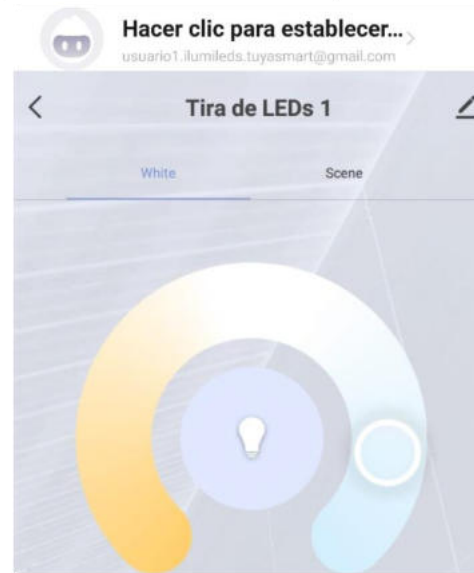 Hacer clic para establecer...
usuario1.ilumileds.tuyasmart@gmail.com
Tira de LEDs 1
White Scene